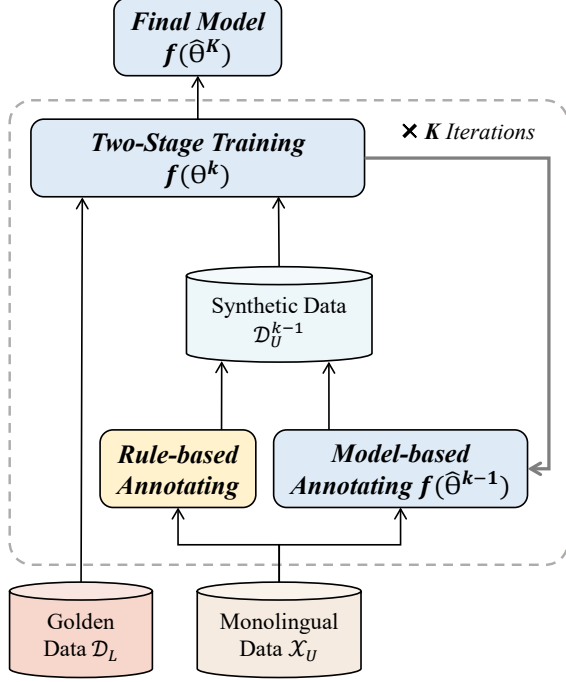 Final Model
f(Θ̂^K)
× K Iterations
Two-Stage Training
f(Θ^k)
Synthetic Data
𝒟_U^{k−1}
Rule-based
Annotating
Model-based
Annotating f(Θ̂^{k−1})
Golden
Data 𝒟_L
Monolingual
Data 𝒳_U